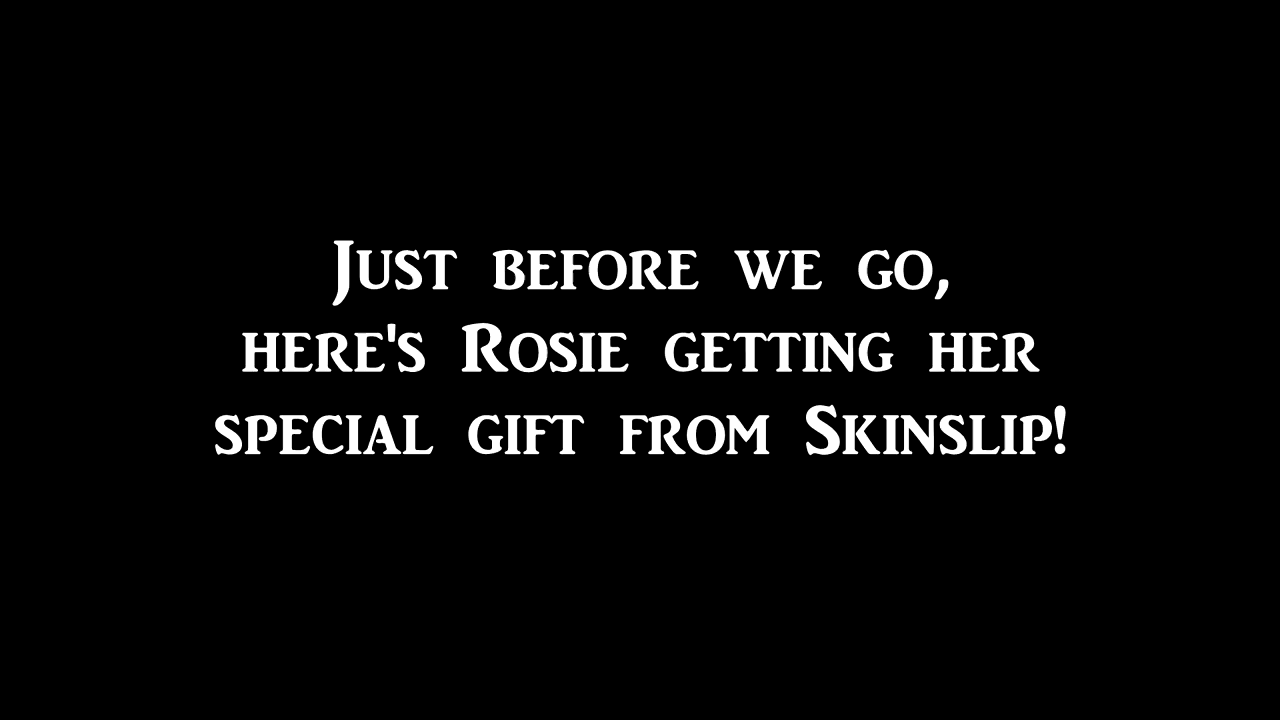 Just before we go,
here's Rosie getting her
special gift from Skinslip!